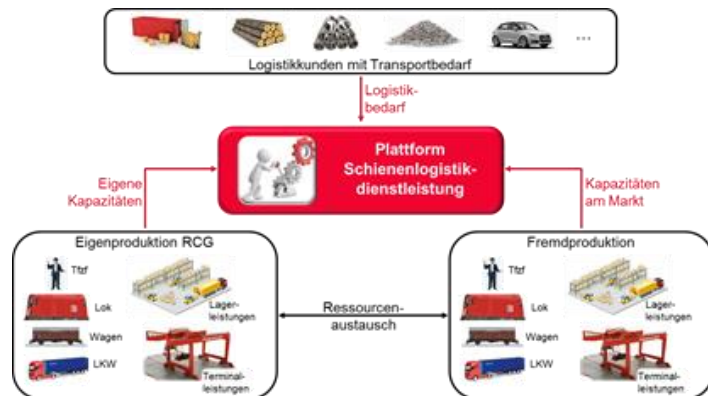 ...
Logistikkunden mit Transportbedarf
Logistik-
bedarf
Plattform
Schienenlogistik-
dienstleistung
Eigene
Kapazitäten
Kapazitäten
am Markt
Eigenproduktion RCG
Tfzf
Lok
Wagen
LKW
Lager-
leistungen
Terminal-
leistungen
Ressourcen-
austausch
Fremdproduktion
Tfzf
Lok
Wagen
LKW
Lager-
leistungen
Terminal-
leistungen